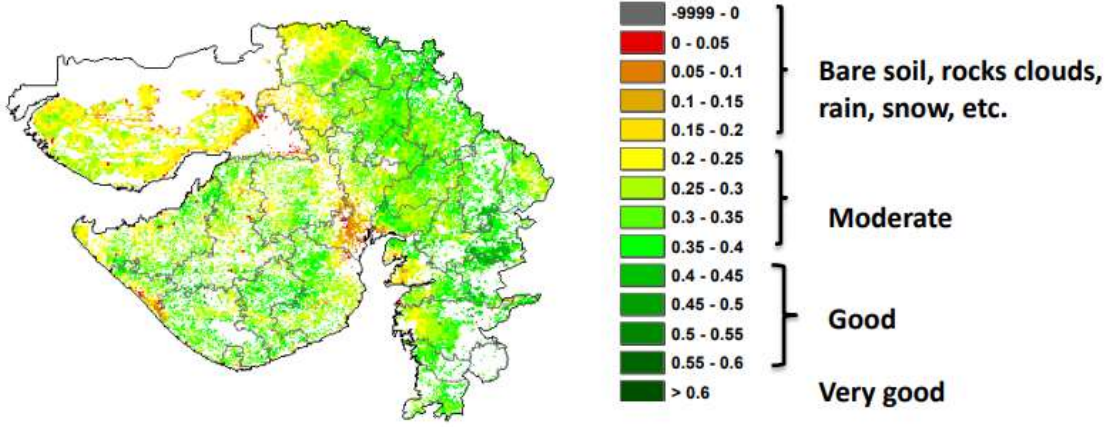 -9999 - 0
0 - 0.05
0.05 - 0.1
0.1 - 0.15
0.15 - 0.2
Bare soil, rocks clouds,
rain, snow, etc.
0.2 - 0.25
0.25 - 0.3
0.3 - 0.35
0.35 - 0.4
Moderate
0.4 - 0.45
0.45 - 0.5
0.5 - 0.55
0.55 - 0.6
Good
> 0.6
Very good